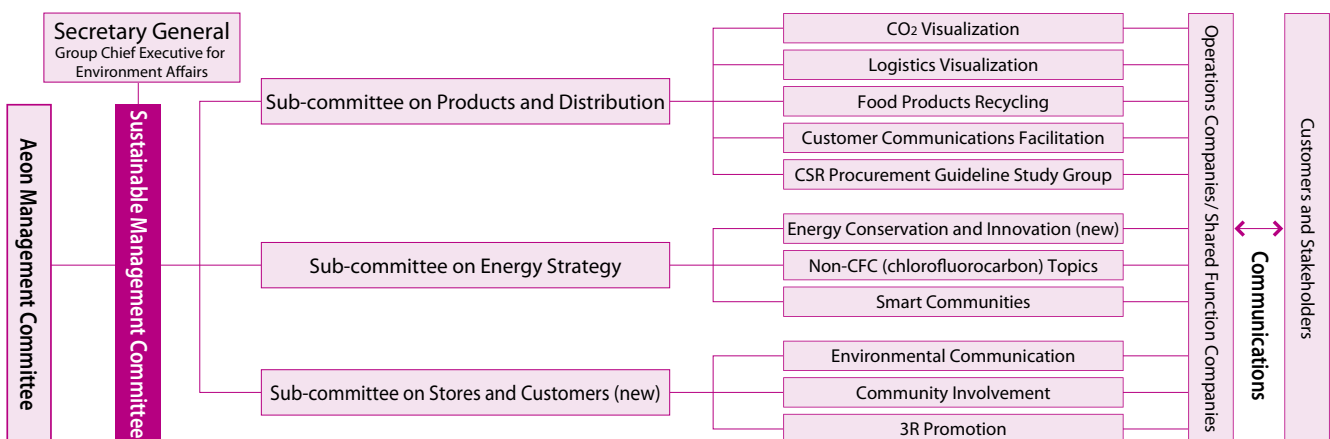 Secretary General
Group Chief Executive for
Environment Affairs
Aeon Management Committee
Sustainable Management Committee
Sub-committee on Products and Distribution
CO2 Visualization
Logistics Visualization
Food Products Recycling
Customer Communications Facilitation
CSR Procurement Guideline Study Group
Sub-committee on Energy Strategy
Energy Conservation and Innovation (new)
Non-CFC (chlorofluorocarbon) Topics
Smart Communities
Sub-committee on Stores and Customers (new)
Environmental Communication
Community Involvement
3R Promotion
Operations Companies/ Shared Function Companies
Communications
Customers and Stakeholders